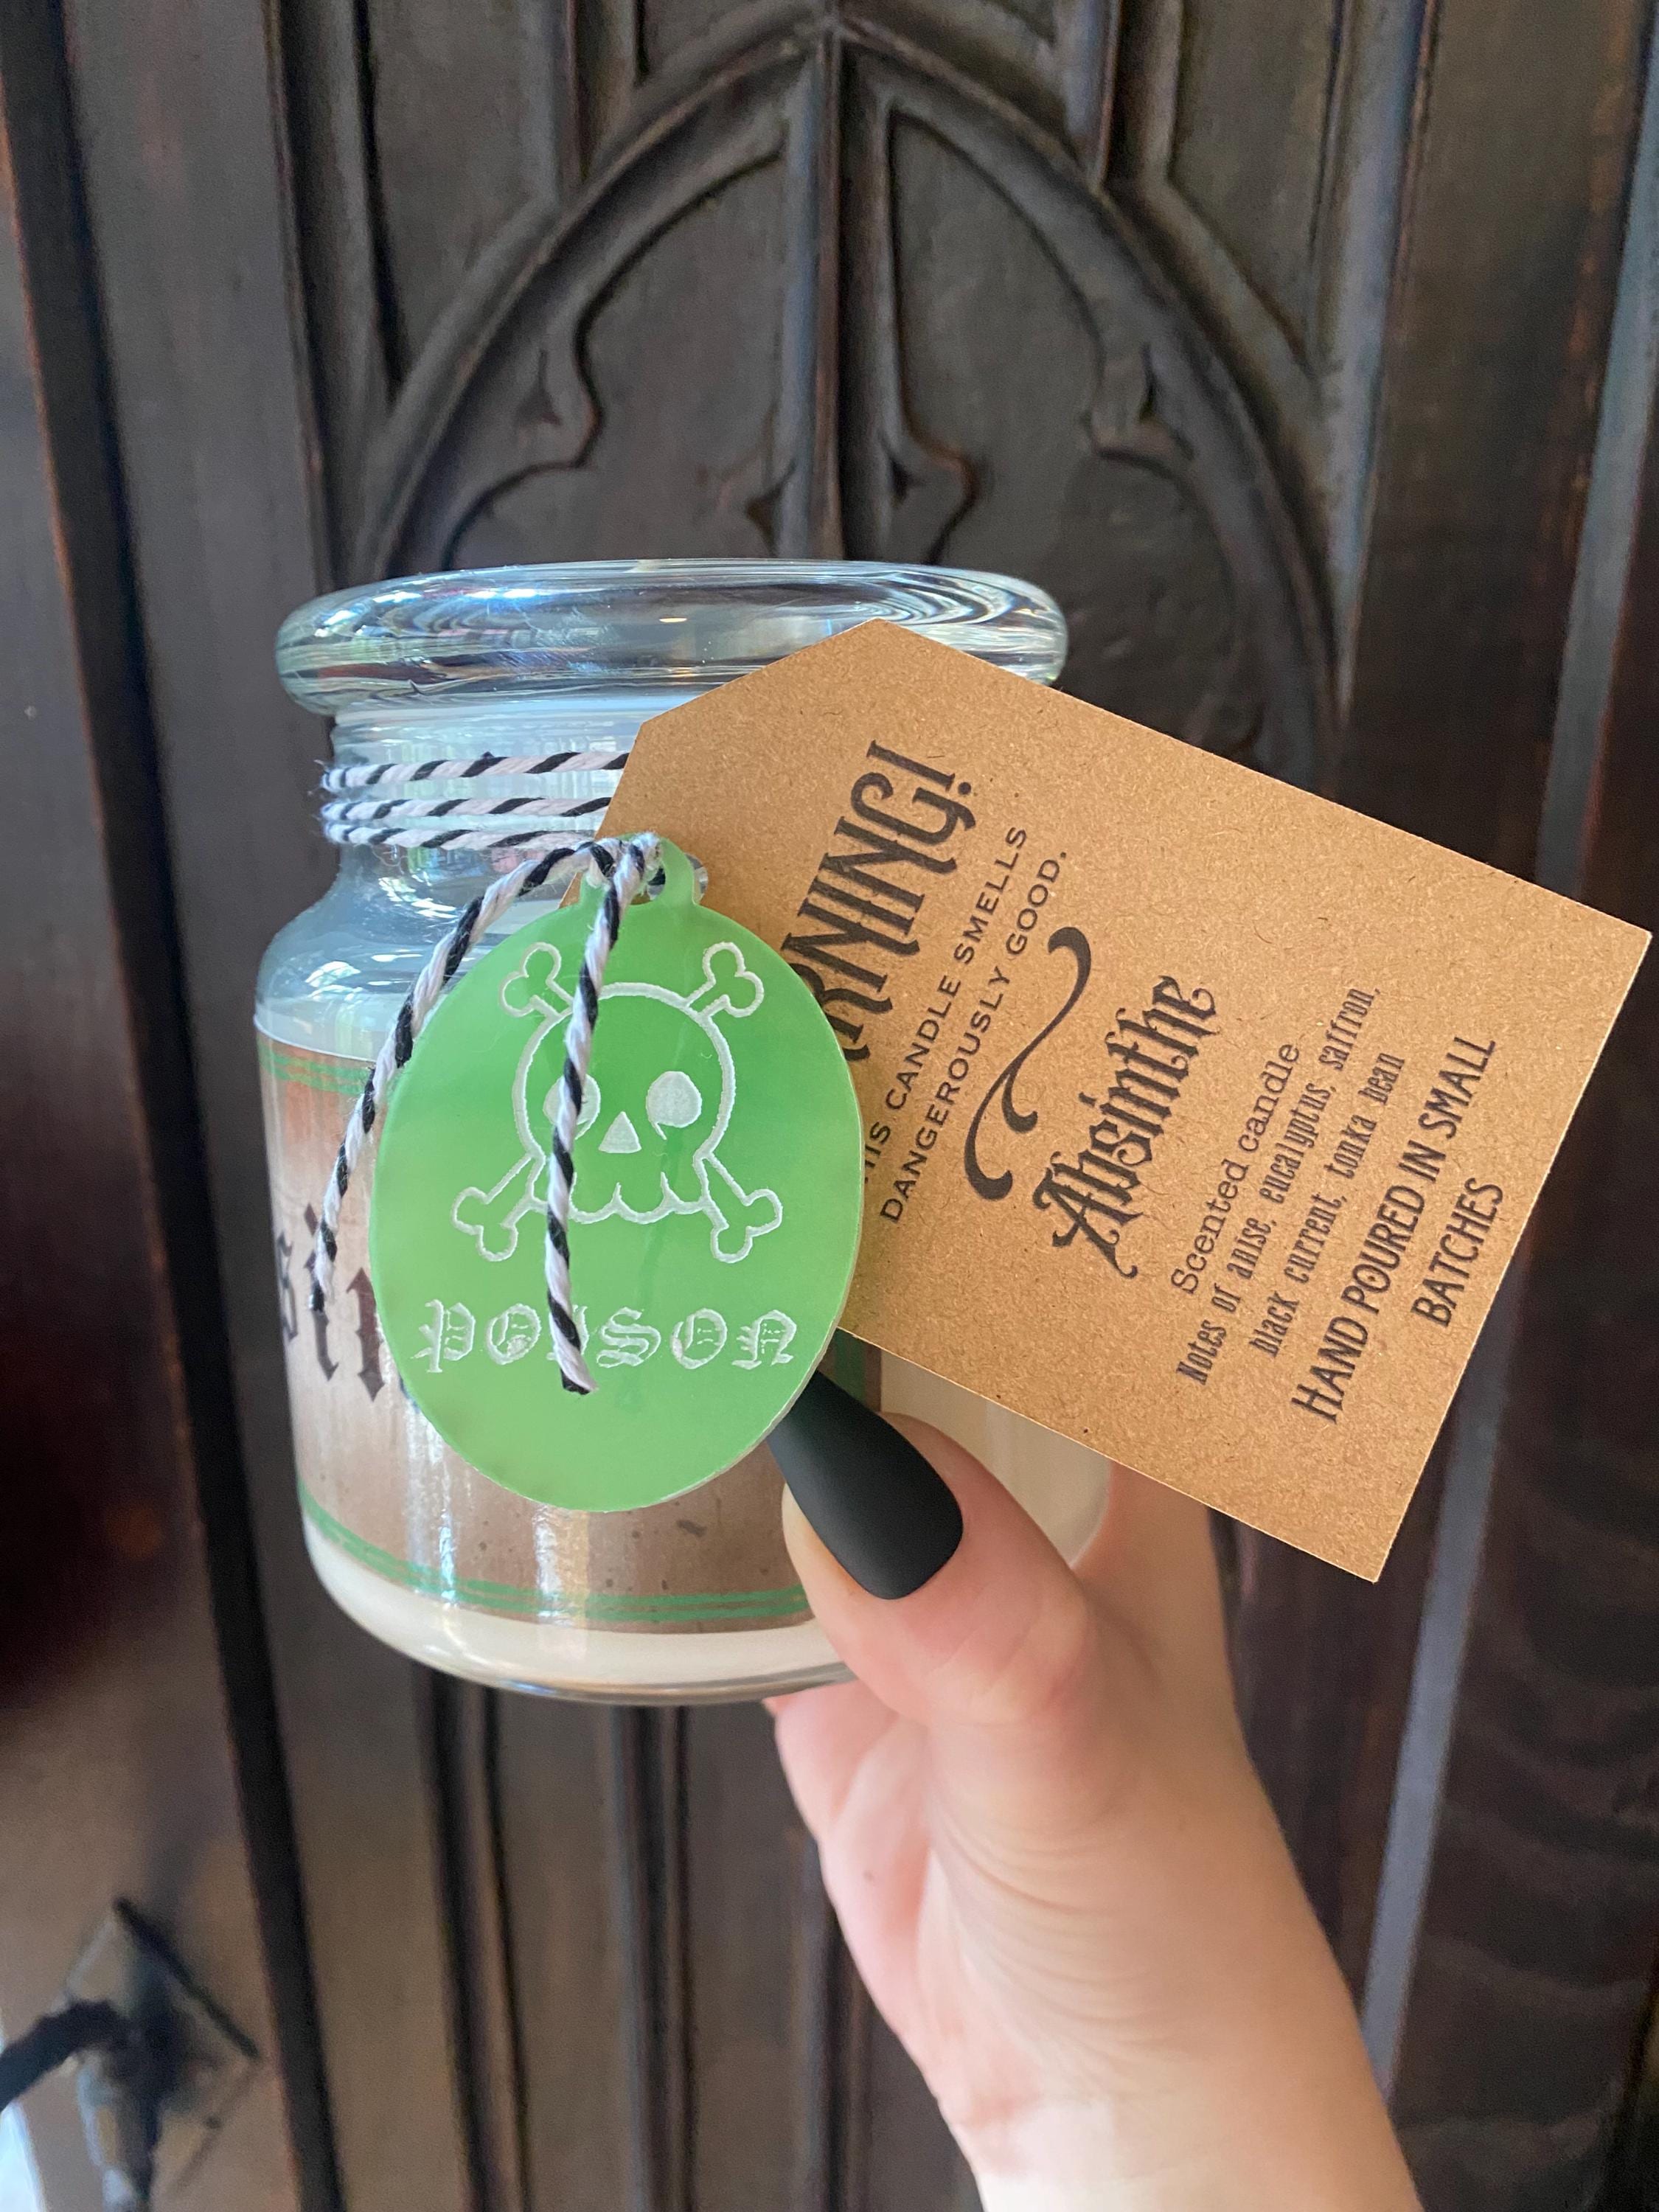 POISON
RNING!
HIS CANDLE SMELLS
DANGEROUSLY GOOD.
Absinthe
Scented candle
Notes of anise, eucalyptus, saffron,
black current, tonka bean
HAND POURED IN SMALL
BATCHES